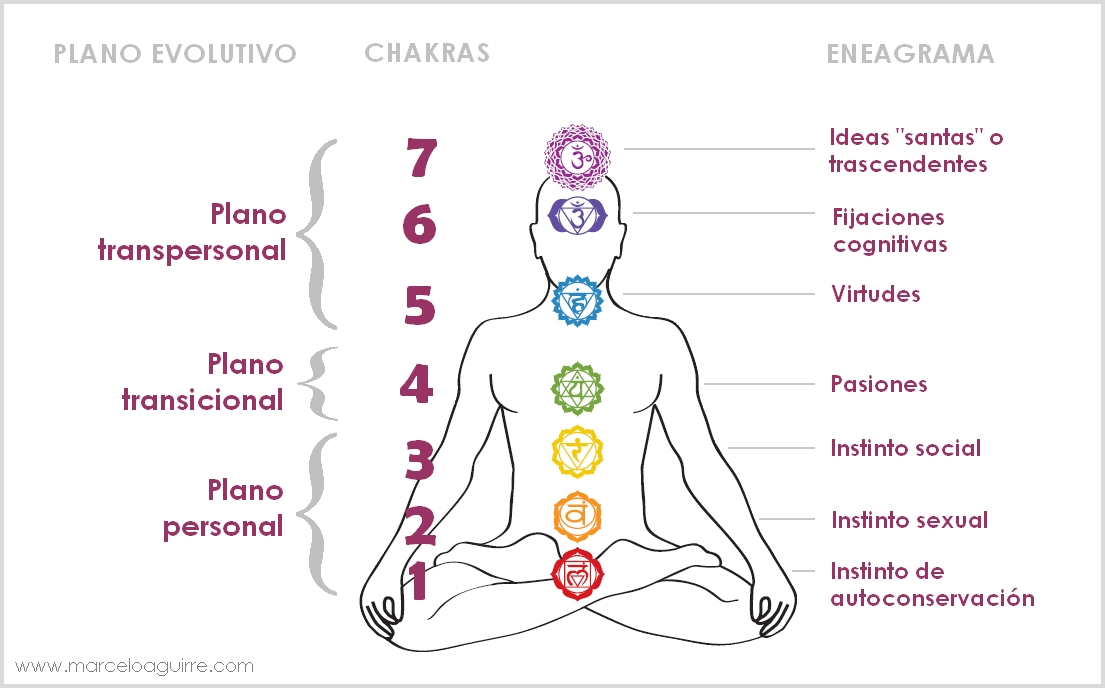 PLANO EVOLUTIVO
CHAKRAS
ENEAGRAMA
7
Ideas "santas" o
trascendentes
Plano
transpersonal
6
Fijaciones
cognitivas
5
Virtudes
Plano
transicional
4
Pasiones
3
Instinto social
Plano
personal
2
Instinto sexual
1
Instinto de
autoconservación
www.marceloaguirre.com
ॐ
ॐ
हं
यं
रं
वं
लं